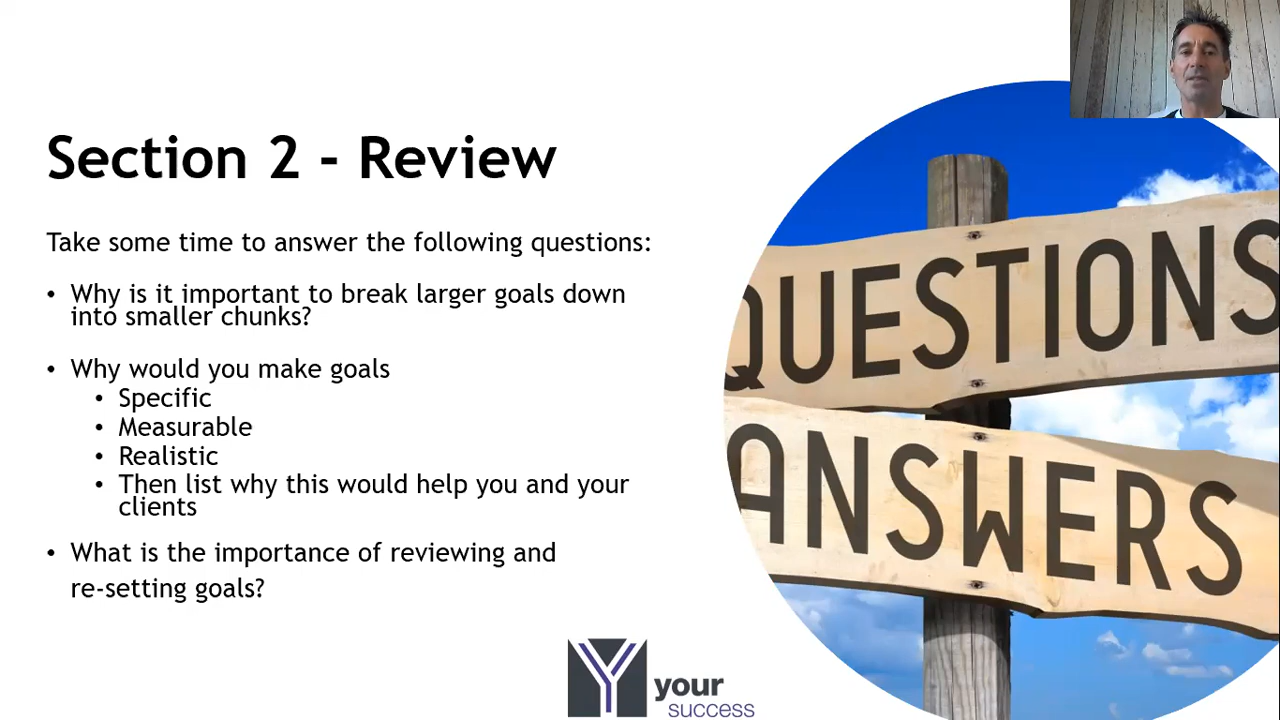 Section 2 - Review
Take some time to answer the following questions:
• Why is it important to break larger goals down
into smaller chunks?
• Why would you make goals
• Specific
• Measurable
• Realistic
• Then list why this would help you and your
clients
• What is the importance of reviewing and
re-setting goals?
QUESTIONS
ANSWERS
Y your
success